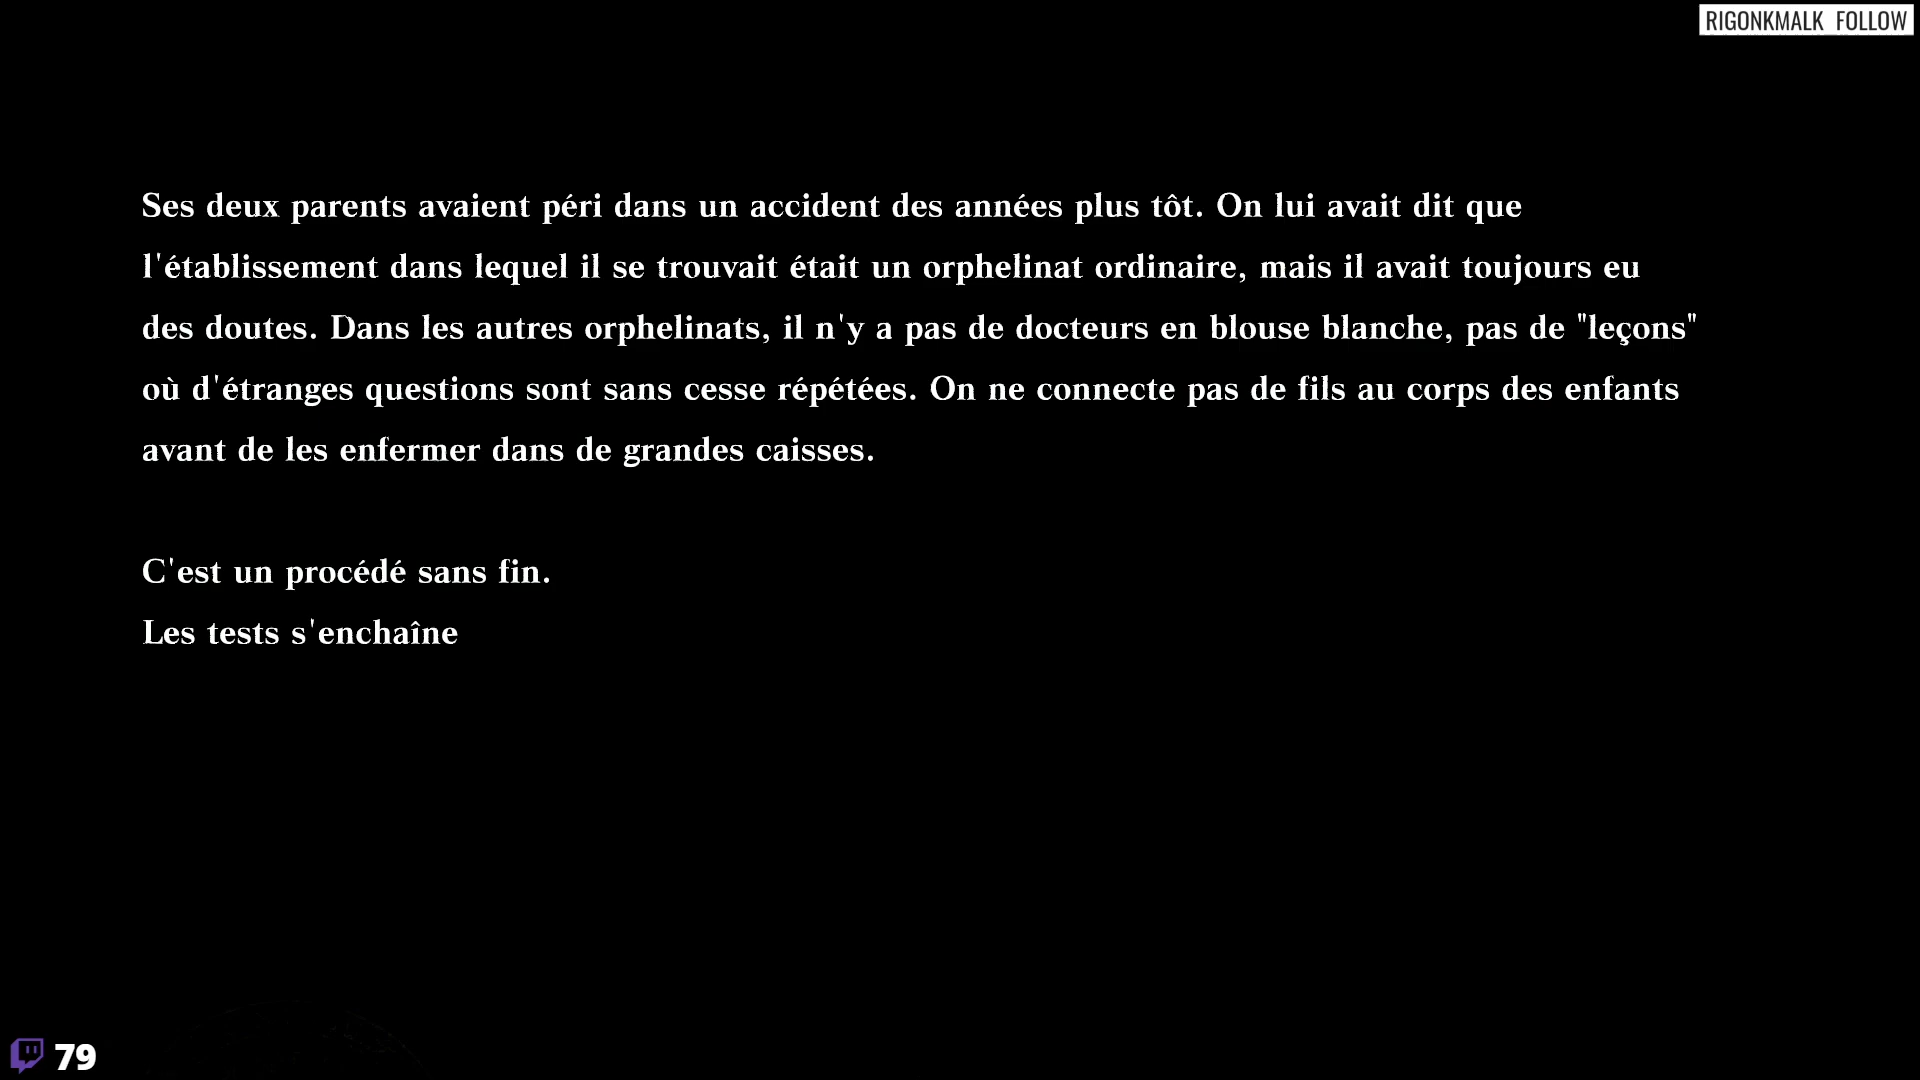 RIGONKMALK FOLLOW
Ses deux parents avaient péri dans un accident des années plus tôt. On lui avait dit que
l'établissement dans lequel il se trouvait était un orphelinat ordinaire, mais il avait toujours eu
des doutes. Dans les autres orphelinats, il n'y a pas de docteurs en blouse blanche, pas de "leçons"
où d'étranges questions sont sans cesse répétées. On ne connecte pas de fils au corps des enfants
avant de les enfermer dans de grandes caisses.
C'est un procédé sans fin.
Les tests s'enchaîne
79